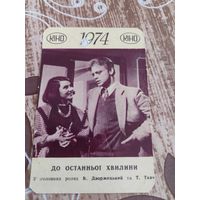 КІНО 1974 КІНО
ДО ОСТАННЬОЇ ХВИЛИНИ
У головних ролях В. Дворжецький та Т. Ткач